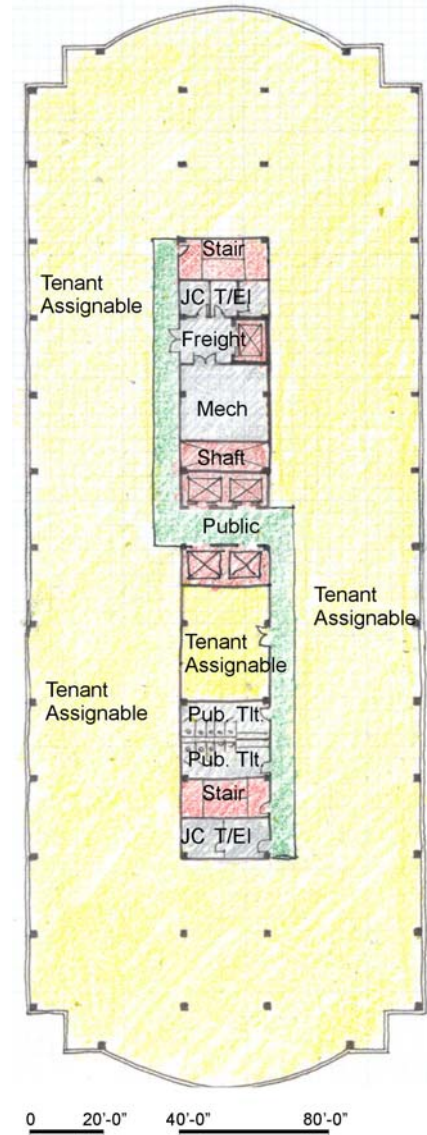 Stair
Tenant
Assignable
JC T/El
Freight
Mech
Shaft
Public
Tenant
Assignable
Tenant
Assignable
Tenant
Assignable
Pub. Tlt.
Pub. Tlt.
Stair
JC T/El
0 20'-0" 40'-0" 80'-0"